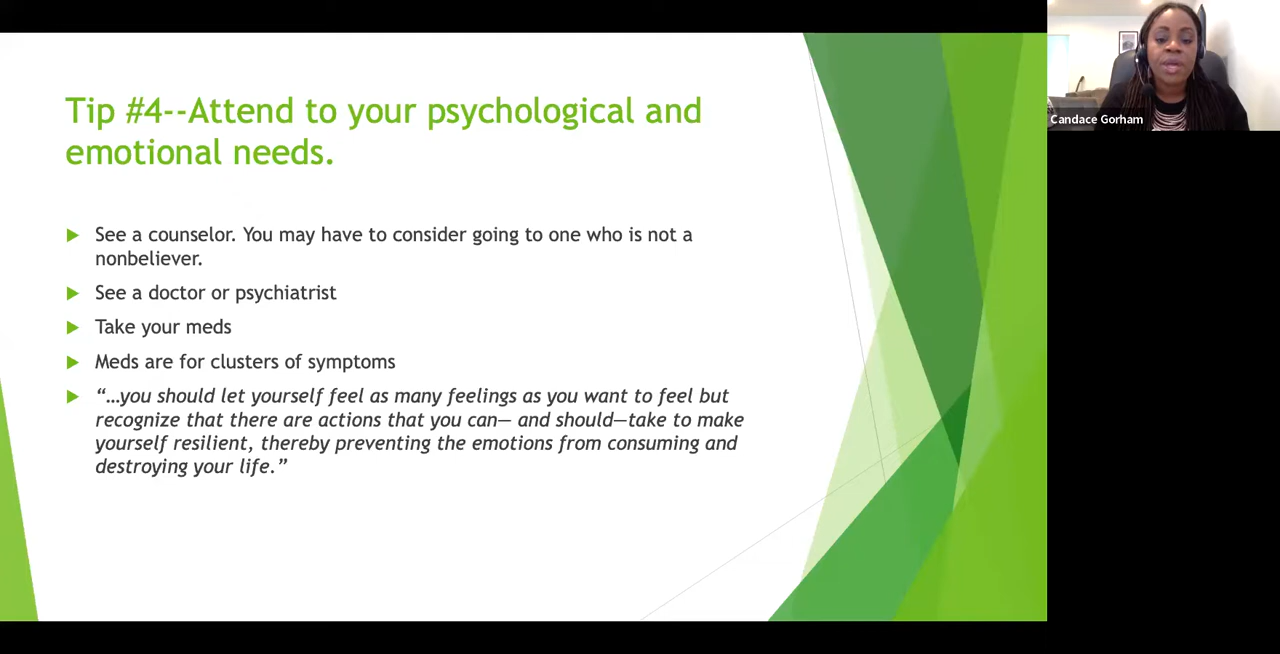 Tip #4--Attend to your psychological and
emotional needs.
See a counselor. You may have to consider going to one who is not a
nonbeliever.
See a doctor or psychiatrist
Take your meds
Meds are for clusters of symptoms
“…you should let yourself feel as many feelings as you want to feel but
recognize that there are actions that you can— and should—take to make
yourself resilient, thereby preventing the emotions from consuming and
destroying your life.”
Candace Gorham